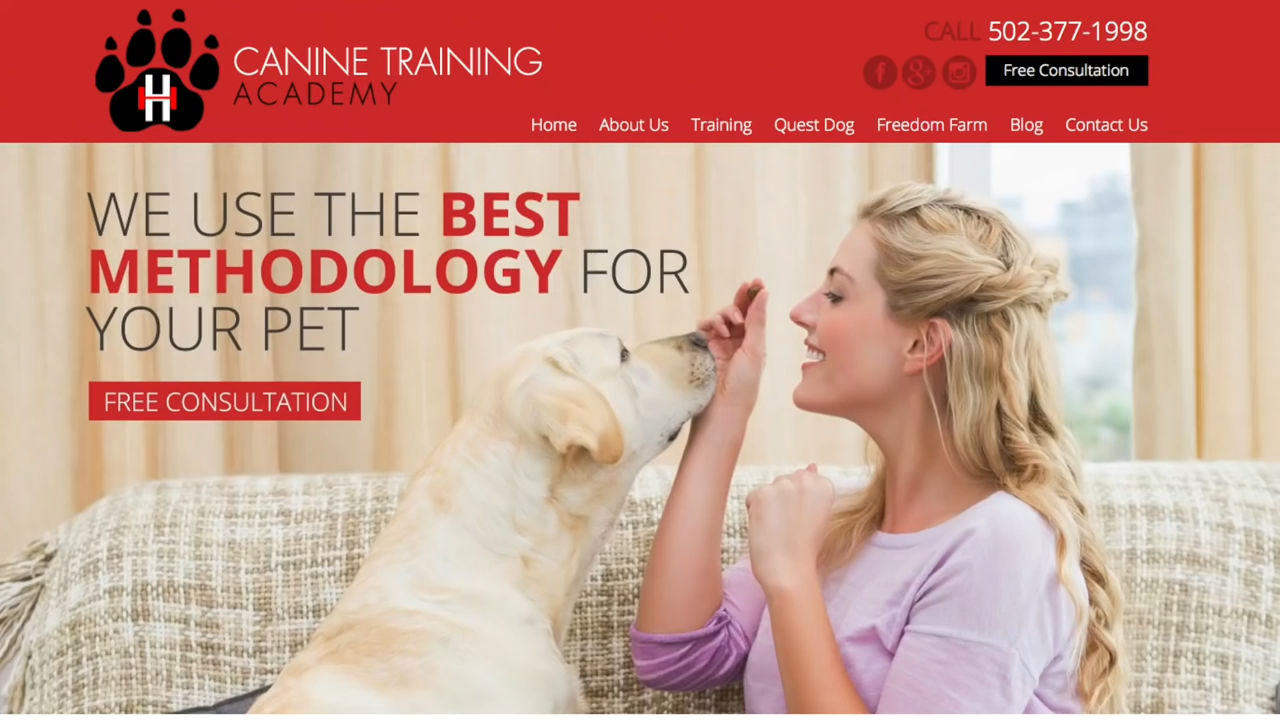 H
CANINE TRAINING
ACADEMY
CALL 502-377-1998
Free Consultation
Home About Us Training Quest Dog Freedom Farm Blog Contact Us
WE USE THE BEST
METHODOLOGY FOR
YOUR PET
FREE CONSULTATION